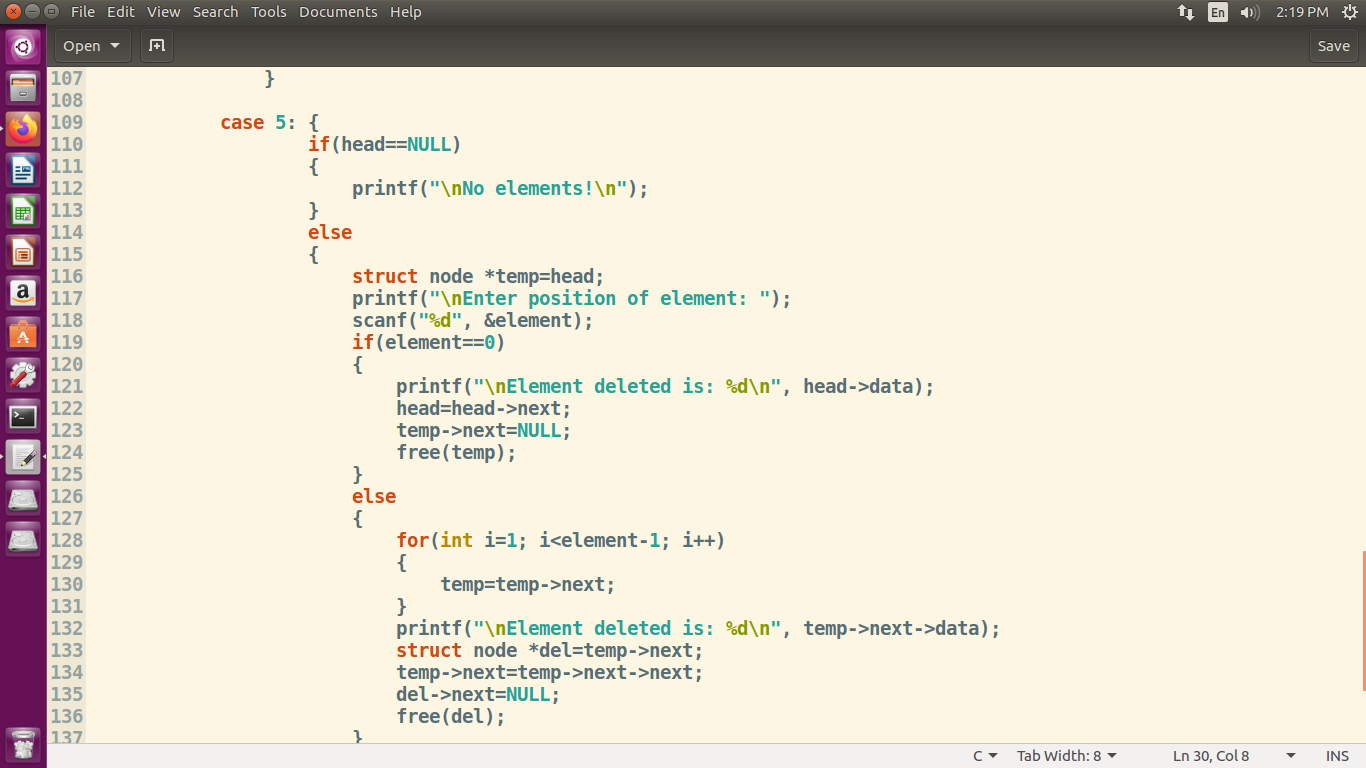 File Edit View Search Tools Documents Help En 2:19 PM
Open Save
107                 }
108
109             case 5: {
110                     if(head==NULL)
111                     {
112                         printf("\nNo elements!\n");
113                     }
114                     else
115                     {
116                         struct node *temp=head;
117                         printf("\nEnter position of element: ");
118                         scanf("%d", &element);
119                         if(element==0)
120                         {
121                             printf("\nElement deleted is: %d\n", head->data);
122                             head=head->next;
123                             temp->next=NULL;
124                             free(temp);
125                         }
126                         else
127                         {
128                             for(int i=1; i<element-1; i++)
129                             {
130                                 temp=temp->next;
131                             }
132                             printf("\nElement deleted is: %d\n", temp->next->data);
133                             struct node *del=temp->next;
134                             temp->next=temp->next->next;
135                             del->next=NULL;
136                             free(del);
137                         }
C Tab Width: 8 Ln 30, Col 8 INS